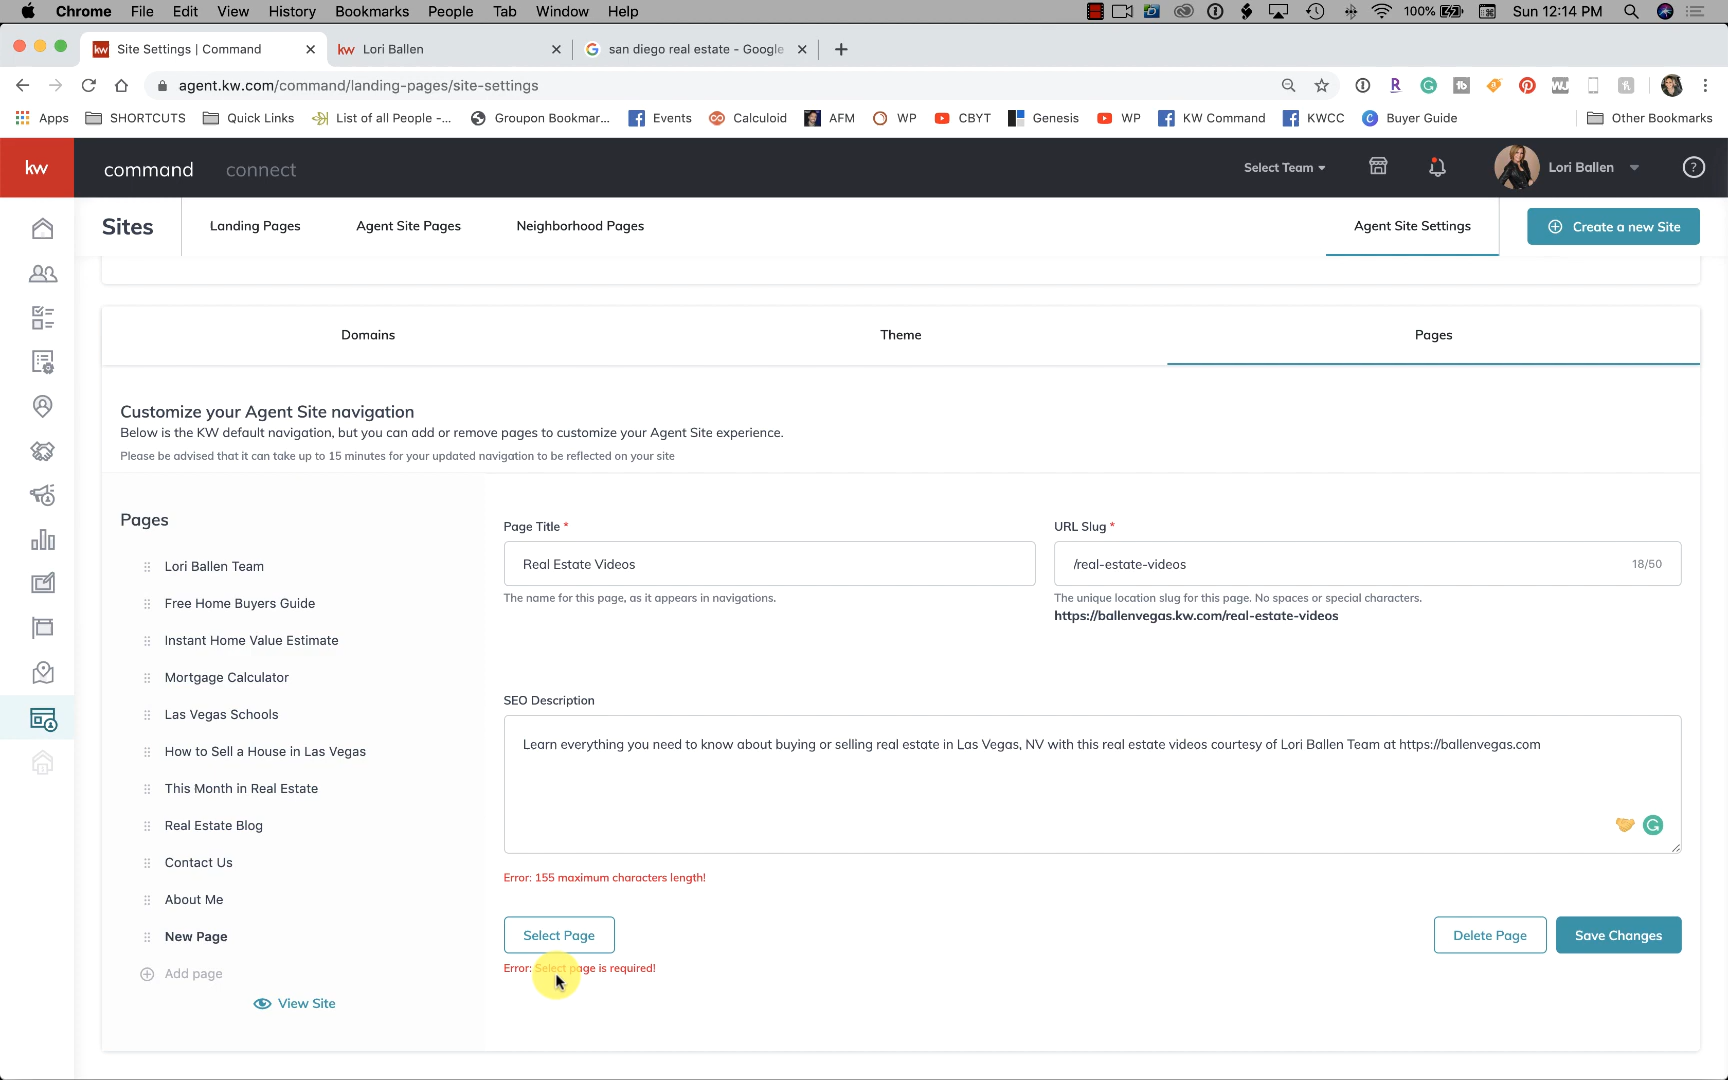 Chrome File Edit View History Bookmarks People Tab Window Help 100% Sun 12:14 PM
kw Site Settings | Command
kw Lori Ballen
san diego real estate - Google
agent.kw.com/command/landing-pages/site-settings
Apps SHORTCUTS Quick Links List of all People -... Groupon Bookmar... Events Calculoid AFM WP CBYT Genesis WP KW Command KWCC Buyer Guide Other Bookmarks
kw command connect Select Team Lori Ballen
Sites Landing Pages Agent Site Pages Neighborhood Pages Agent Site Settings Create a new Site
Domains Theme Pages
Customize your Agent Site navigation
Below is the KW default navigation, but you can add or remove pages to customize your Agent Site experience.
Please be advised that it can take up to 15 minutes for your updated navigation to be reflected on your site
Pages
Lori Ballen Team
Free Home Buyers Guide
Instant Home Value Estimate
Mortgage Calculator
Las Vegas Schools
How to Sell a House in Las Vegas
This Month in Real Estate
Real Estate Blog
Contact Us
About Me
New Page
Add page
View Site
Page Title *
Real Estate Videos
The name for this page, as it appears in navigations.
URL Slug *
/real-estate-videos 18/50
The unique location slug for this page. No spaces or special characters.
https://ballenvegas.kw.com/real-estate-videos
SEO Description
Learn everything you need to know about buying or selling real estate in Las Vegas, NV with this real estate videos courtesy of Lori Ballen Team at https://ballenvegas.com
Error: 155 maximum characters length!
Select Page
Error: Select page is required!
Delete Page
Save Changes